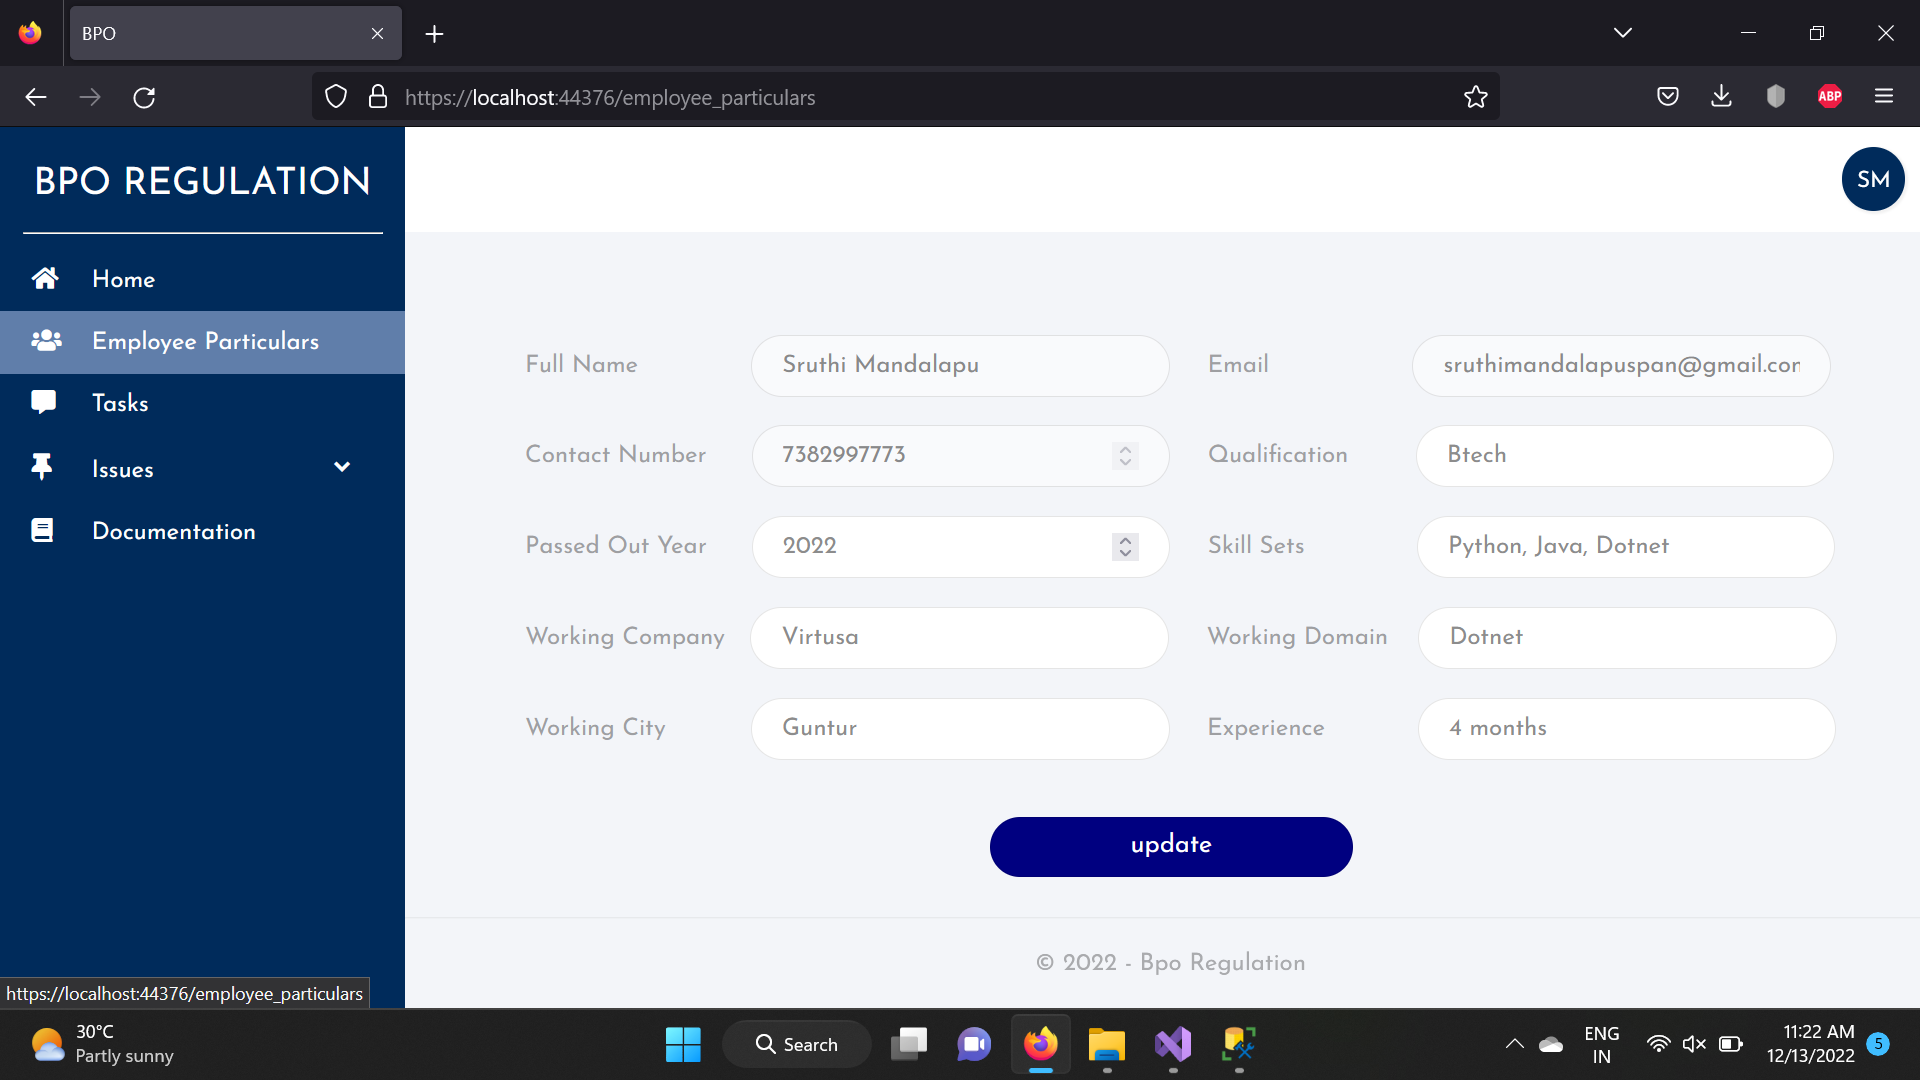 BPO
https://localhost:44376/employee_particulars
ABP
BPO REGULATION
SM
Home
Employee Particulars
Tasks
Issues
Documentation
Full Name Sruthi Mandalapu Email sruthimandalapuspan@gmail.com
Contact Number 7382997773 Qualification Btech
Passed Out Year 2022 Skill Sets Python, Java, Dotnet
Working Company Virtusa Working Domain Dotnet
Working City Guntur Experience 4 months
update
© 2022 - Bpo Regulation
https://localhost:44376/employee_particulars
30°C
Partly sunny
Search
ENG
IN
11:22 AM
12/13/2022
5